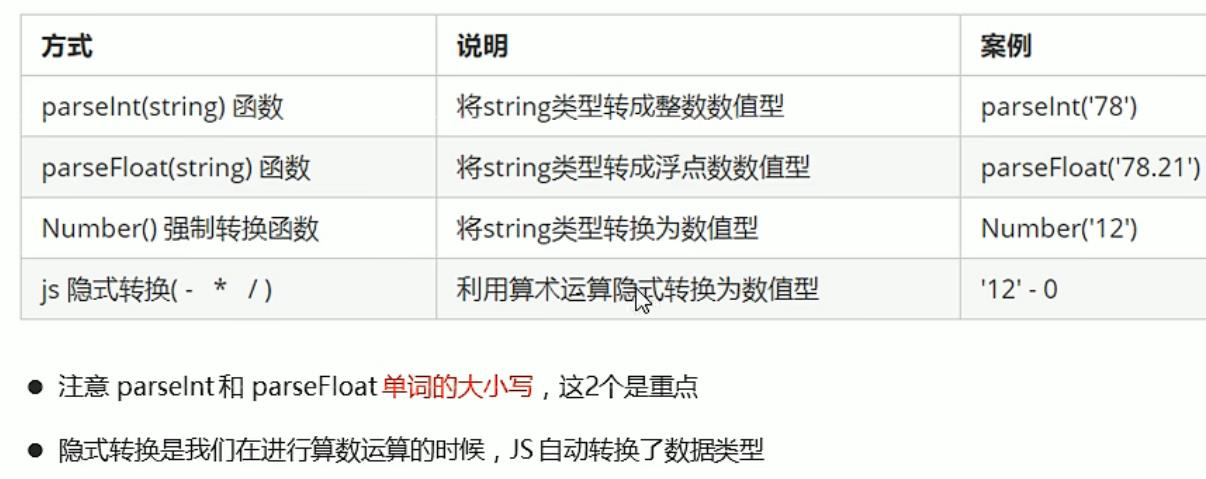 方式 说明 案例
parseInt(string) 函数 将string类型转成整数数值型 parseInt('78')
parseFloat(string) 函数 将string类型转成浮点数数值型 parseFloat('78.21')
Number() 强制转换函数 将string类型转换为数值型 Number('12')
js 隐式转换( - * / ) 利用算术运算隐式转换为数值型 '12' - 0
● 注意 parseInt 和 parseFloat 单词的大小写，这2个是重点
● 隐式转换是我们在进行算数运算的时候，JS 自动转换了数据类型